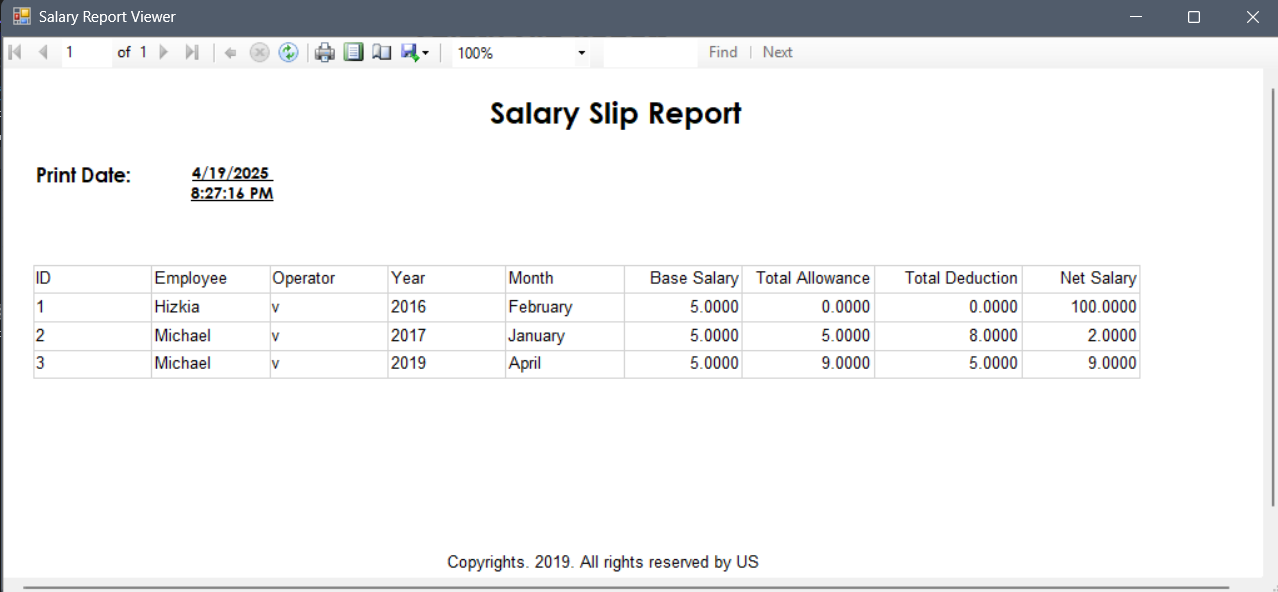 Salary Report Viewer
1 of 1 100% Find Next
Salary Slip Report
Print Date: 4/19/2025
8:27:16 PM
ID Employee Operator Year Month Base Salary Total Allowance Total Deduction Net Salary
1 Hizkia v 2016 February 5.0000 0.0000 0.0000 100.0000
2 Michael v 2017 January 5.0000 5.0000 8.0000 2.0000
3 Michael v 2019 April 5.0000 9.0000 5.0000 9.0000
Copyrights. 2019. All rights reserved by US